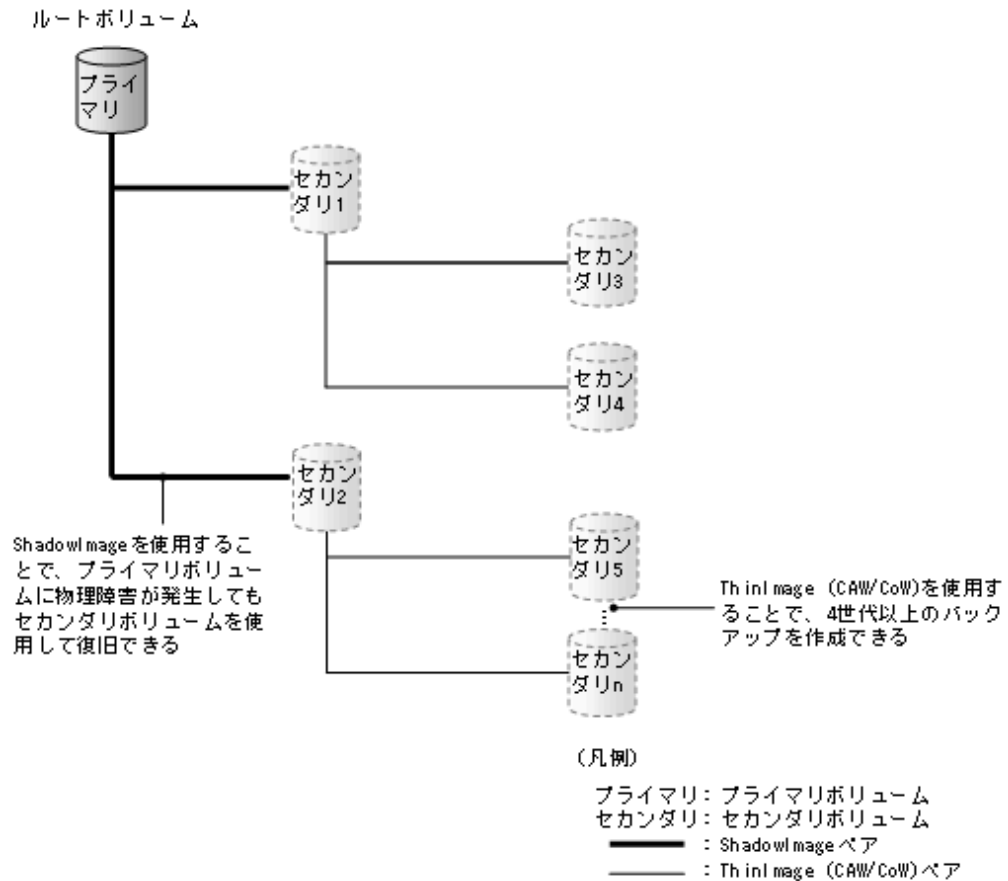 ルートボリューム
プライ
マリ
セカン
ダリ1
セカン
ダリ3
セカン
ダリ4
セカン
ダリ2
ShadowImageを使用するこ
とで、プライマリボリュー
ムに物理障害が発生しても
セカンダリボリュームを使
用して復旧できる
セカン
ダリ5
ThinImage (CAW/CoW)を使用す
ることで、4世代以上のバック
アップを作成できる
セカン
ダリn
(凡例)
プライマリ：プライマリボリューム
セカンダリ：セカンダリボリューム
：ShadowImageペア
：ThinImage (CAW/CoW)ペア